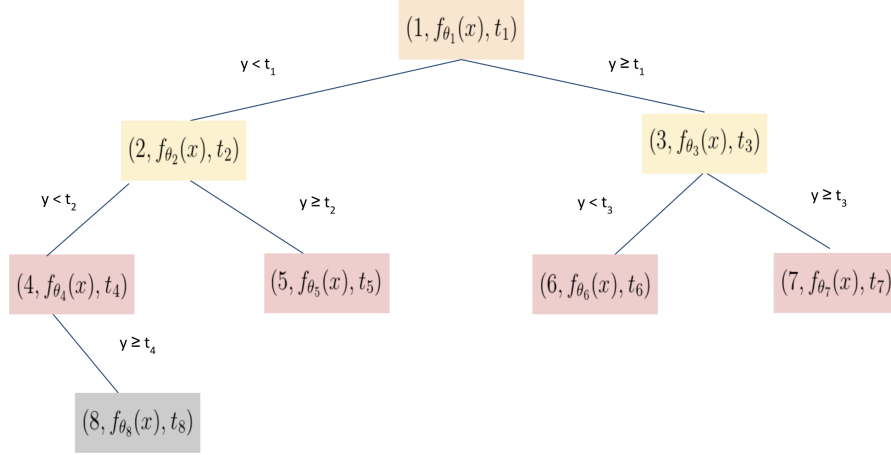 (1, f_{θ_1}(x), t_1)
y < t_1
y ≥ t_1
(2, f_{θ_2}(x), t_2)
(3, f_{θ_3}(x), t_3)
y < t_2
y ≥ t_2
y < t_3
y ≥ t_3
(4, f_{θ_4}(x), t_4)
(5, f_{θ_5}(x), t_5)
(6, f_{θ_6}(x), t_6)
(7, f_{θ_7}(x), t_7)
y ≥ t_4
(8, f_{θ_8}(x), t_8)